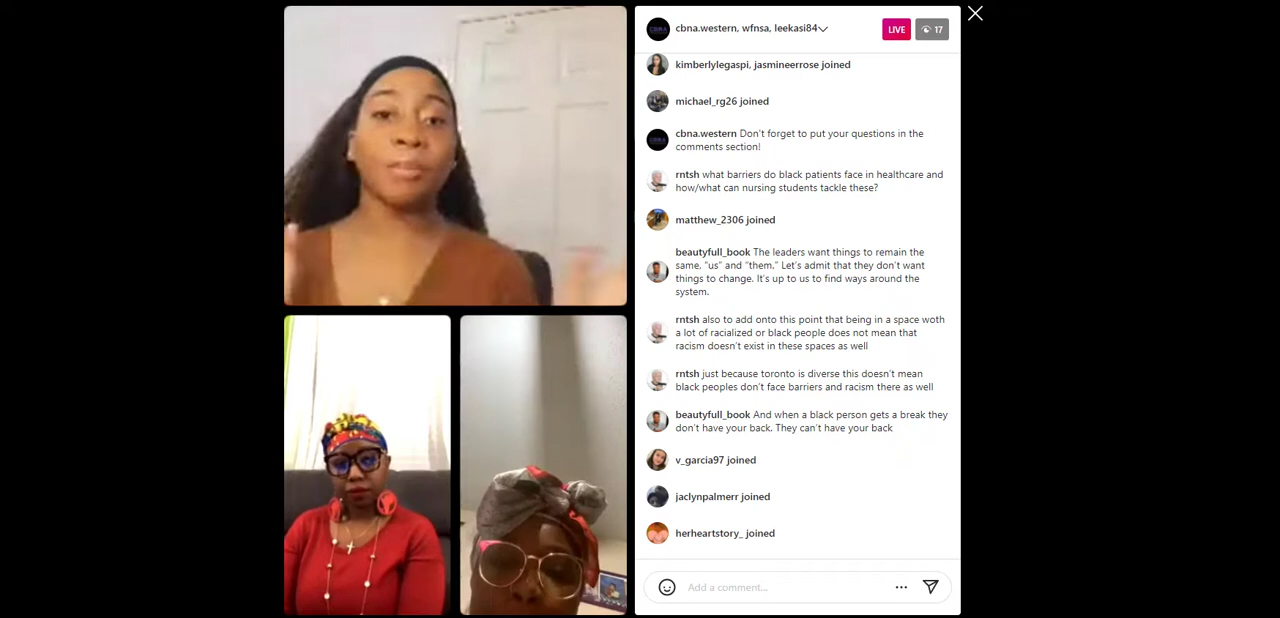 cbna.western, wfnsa, leekasi84
LIVE
17
kimberlylegaspi, jasmineerrose joined
michael_rg26 joined
cbna.western Don't forget to put your questions in the
comments section!
rntsh what barriers do black patients face in healthcare and
how/what can nursing students tackle these?
matthew_2306 joined
beautyfull_book The leaders want things to remain the
same, “us” and “them.” Let’s admit that they don’t want
things to change. It’s up to us to find ways around the
system.
rntsh also to add onto this point that being in a space woth
a lot of racialized or black people does not mean that
racism doesn’t exist in these spaces as well
rntsh just because toronto is diverse this doesn’t mean
black peoples don’t face barriers and racism there as well
beautyfull_book And when a black person gets a break they
don’t have your back. They can’t have your back
v_garcia97 joined
jaclynpalmerr joined
herheartstory_ joined
Add a comment...